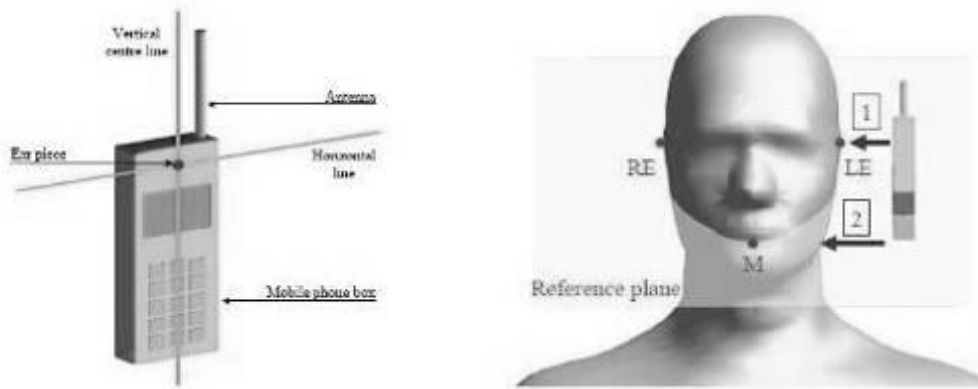 Vertical
centre line
Antenna
Ear piece
Horizontal
line
Mobile phone box
1
RE
LE
2
M
Reference plane